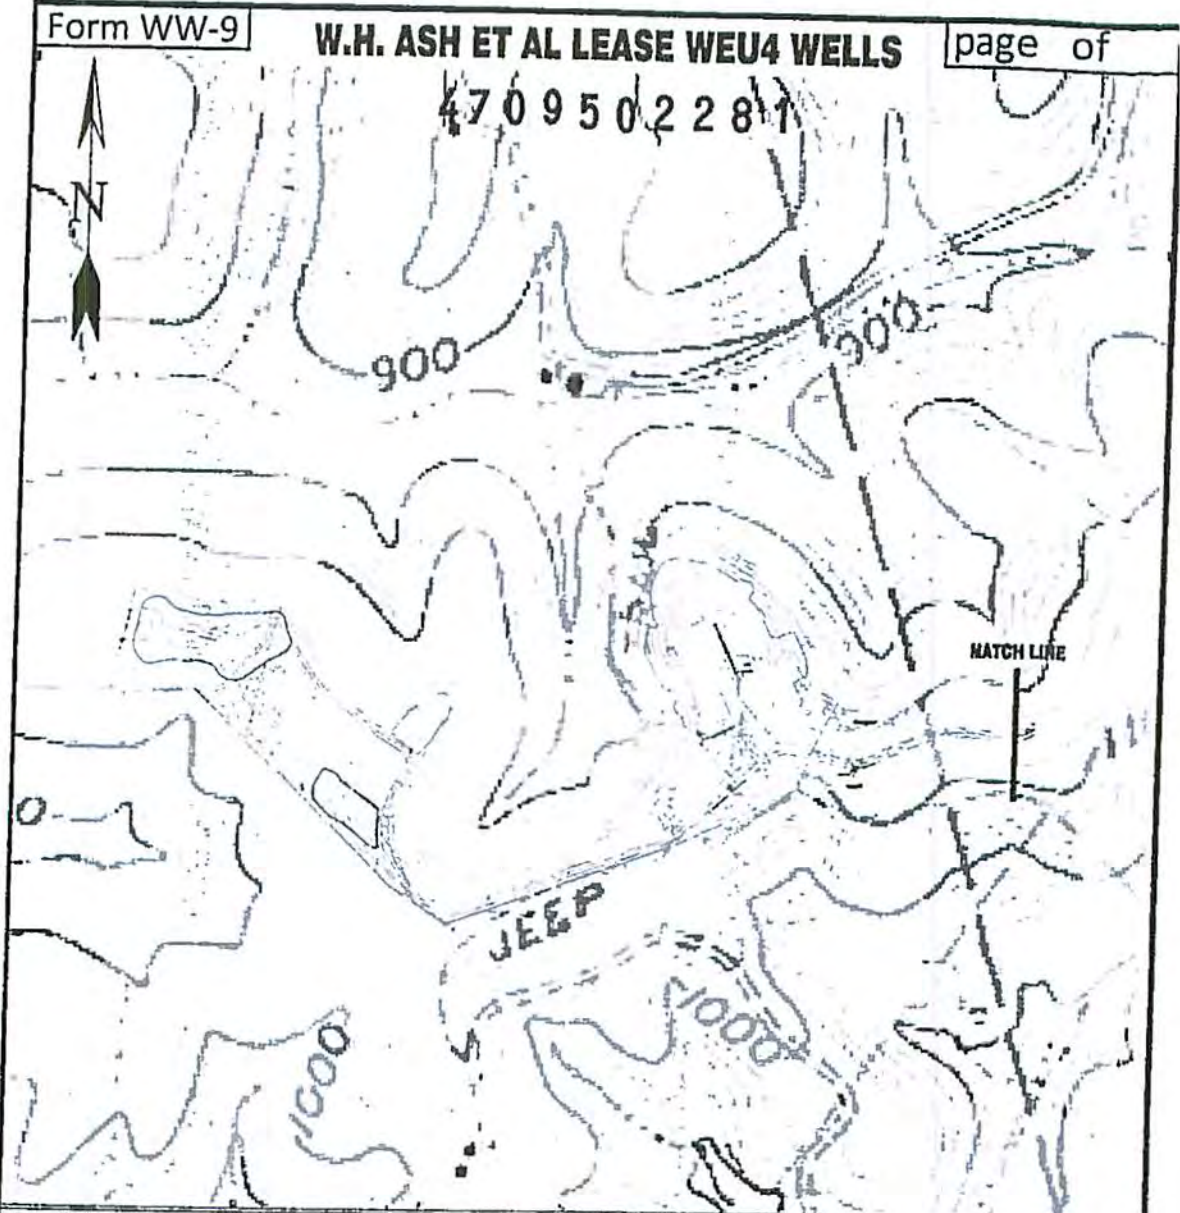 Form WW-9
W.H. ASH ET AL LEASE WEU4 WELLS
page of
4709502281
N
900
900
MATCH LINE
0
JEEP
1000
1000